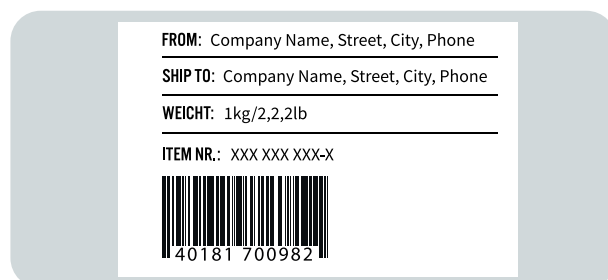 FROM: Company Name, Street, City, Phone
SHIP TO: Company Name, Street, City, Phone
WEICHT: 1kg/2,2,2lb
ITEM NR.: XXX XXX XXX-X
40181 700982